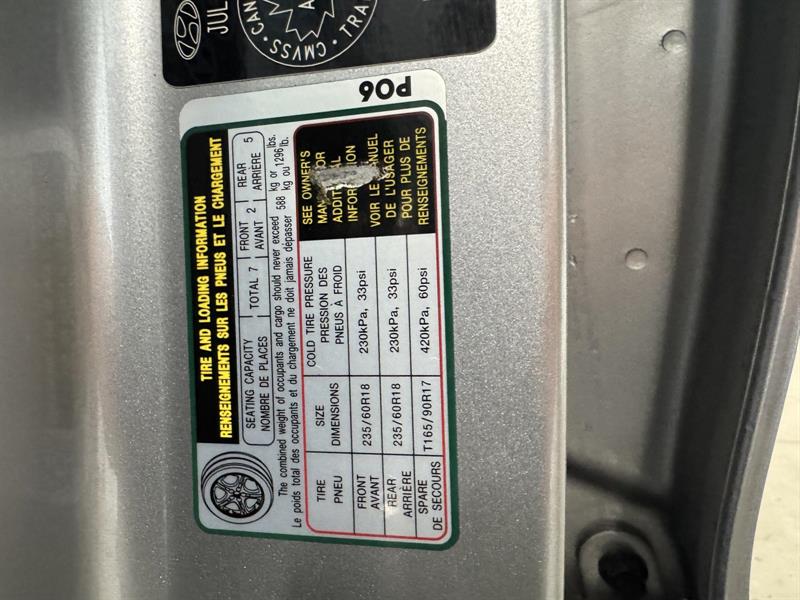 JUL
CMVSS
P06
TIRE AND LOADING INFORMATION
RENSEIGNEMENTS SUR LES PNEUS ET LE CHARGEMENT
SEATING CAPACITY
NOMBRE DE PLACES
TOTAL 7
FRONT
AVANT 2
REAR
ARRIÈRE 5
The combined weight of occupants and cargo should never exceed 588 kg or 1296 lbs.
Le poids total des occupants et du chargement ne doit jamais dépasser 588 kg ou 1296 lb.
TIRE
PNEU
SIZE
DIMENSIONS
COLD TIRE PRESSURE
PRESSION DES
PNEUS À FROID
FRONT
AVANT
235/60R18
230kPa, 33psi
REAR
ARRIÈRE
235/60R18
230kPa, 33psi
SPARE
DE SECOURS
T165/90R17
420kPa, 60psi
SEE OWNER'S
VOIR LE
DE L'USAGER
POUR PLUS DE
RENSEIGNEMENTS